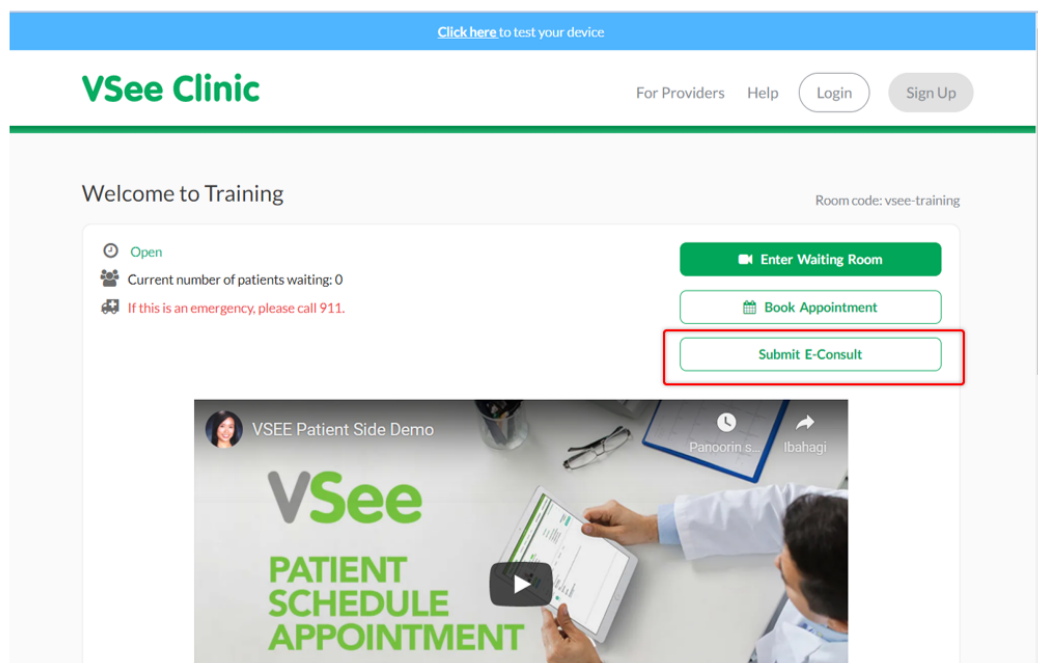 Click here to test your device
VSee Clinic
For Providers Help Login Sign Up
Welcome to Training
Room code: vsee-training
Open
Current number of patients waiting: 0
If this is an emergency, please call 911.
Enter Waiting Room
Book Appointment
Submit E-Consult
VSEE Patient Side Demo
Panoorin s... Ibahagi
VSee
PATIENT
SCHEDULE
APPOINTMENT